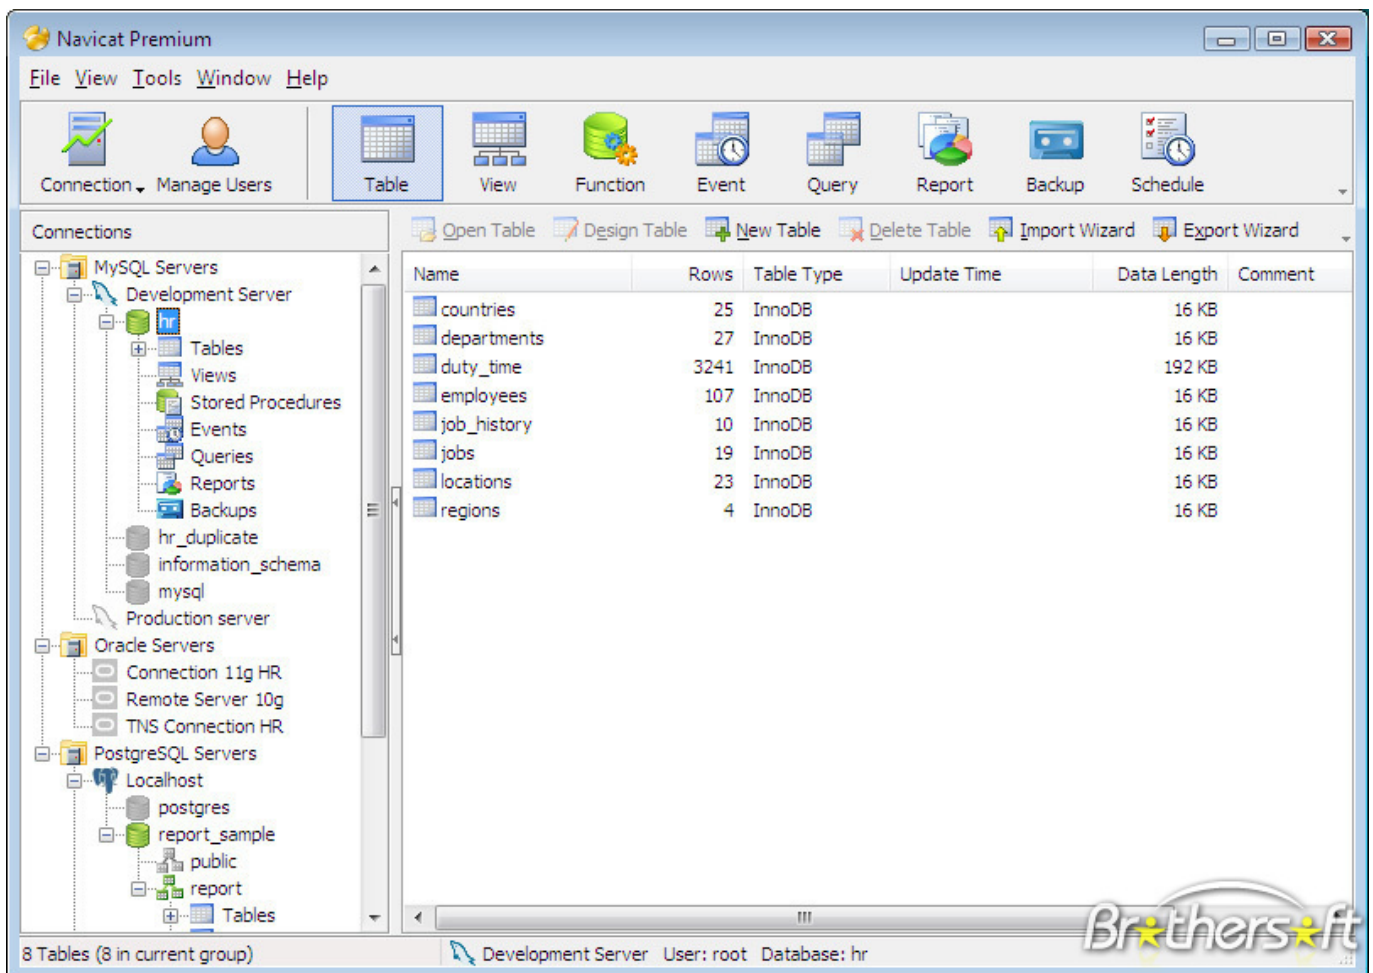 Navicat Premium
File View Tools Window Help
Connection Manage Users Table View Function Event Query Report Backup Schedule
Connections
Open Table Design Table New Table Delete Table Import Wizard Export Wizard
MySQL Servers
Development Server
hr
Tables
Views
Stored Procedures
Events
Queries
Reports
Backups
hr_duplicate
information_schema
mysql
Production server
Oracle Servers
Connection 11g HR
Remote Server 10g
TNS Connection HR
PostgreSQL Servers
Localhost
postgres
report_sample
public
report
Tables
Name Rows Table Type Update Time Data Length Comment
countries 25 InnoDB 16 KB
departments 27 InnoDB 16 KB
duty_time 3241 InnoDB 192 KB
employees 107 InnoDB 16 KB
job_history 10 InnoDB 16 KB
jobs 19 InnoDB 16 KB
locations 23 InnoDB 16 KB
regions 4 InnoDB 16 KB
Brothersoft
8 Tables (8 in current group) Development Server User: root Database: hr